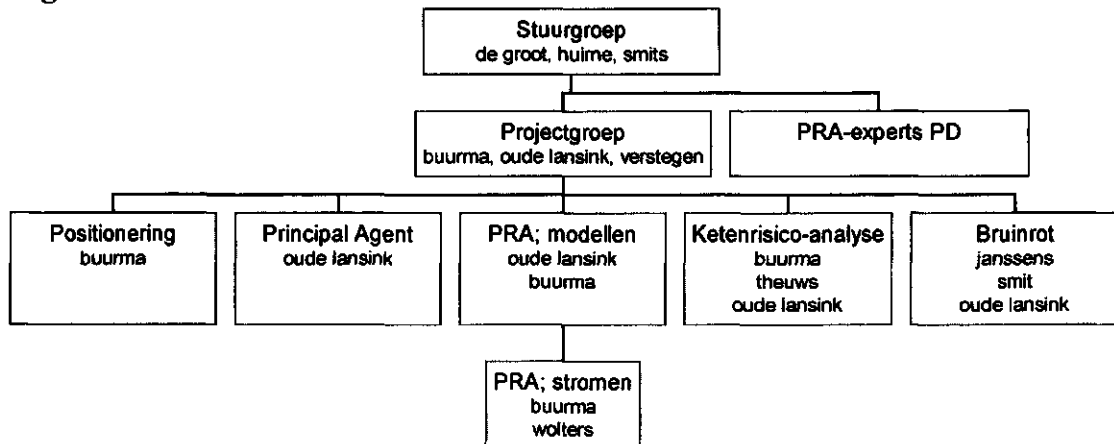 Stuurgroep
de groot, huirne, smits
Projectgroep
buurma, oude lansink, verstegen
PRA-experts PD
Positionering
buurma
Principal Agent
oude lansink
PRA; modellen
oude lansink
buurma
Ketenrisico-analyse
buurma
theuws
oude lansink
Bruinrot
janssens
smit
oude lansink
PRA; stromen
buurma
wolters